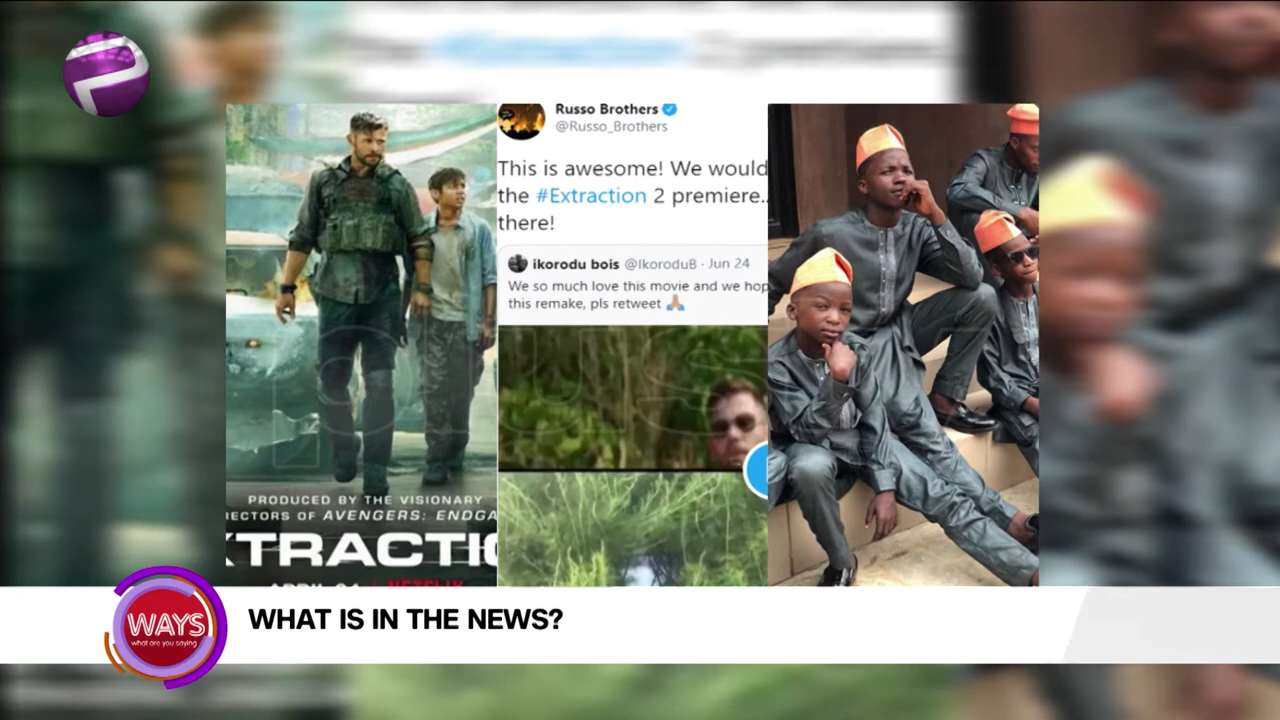 Russo Brothers
@Russo_Brothers
This is awesome! We would
the #Extraction 2 premiere..
there!
ikorodu bois @IkoroduB · Jun 24
We so much love this movie and we hop
this remake, pls retweet
PRODUCED BY THE VISIONARY
RECTORS OF AVENGERS: ENDGA
XTRACTIO
WAYS
what are you saying
WHAT IS IN THE NEWS?